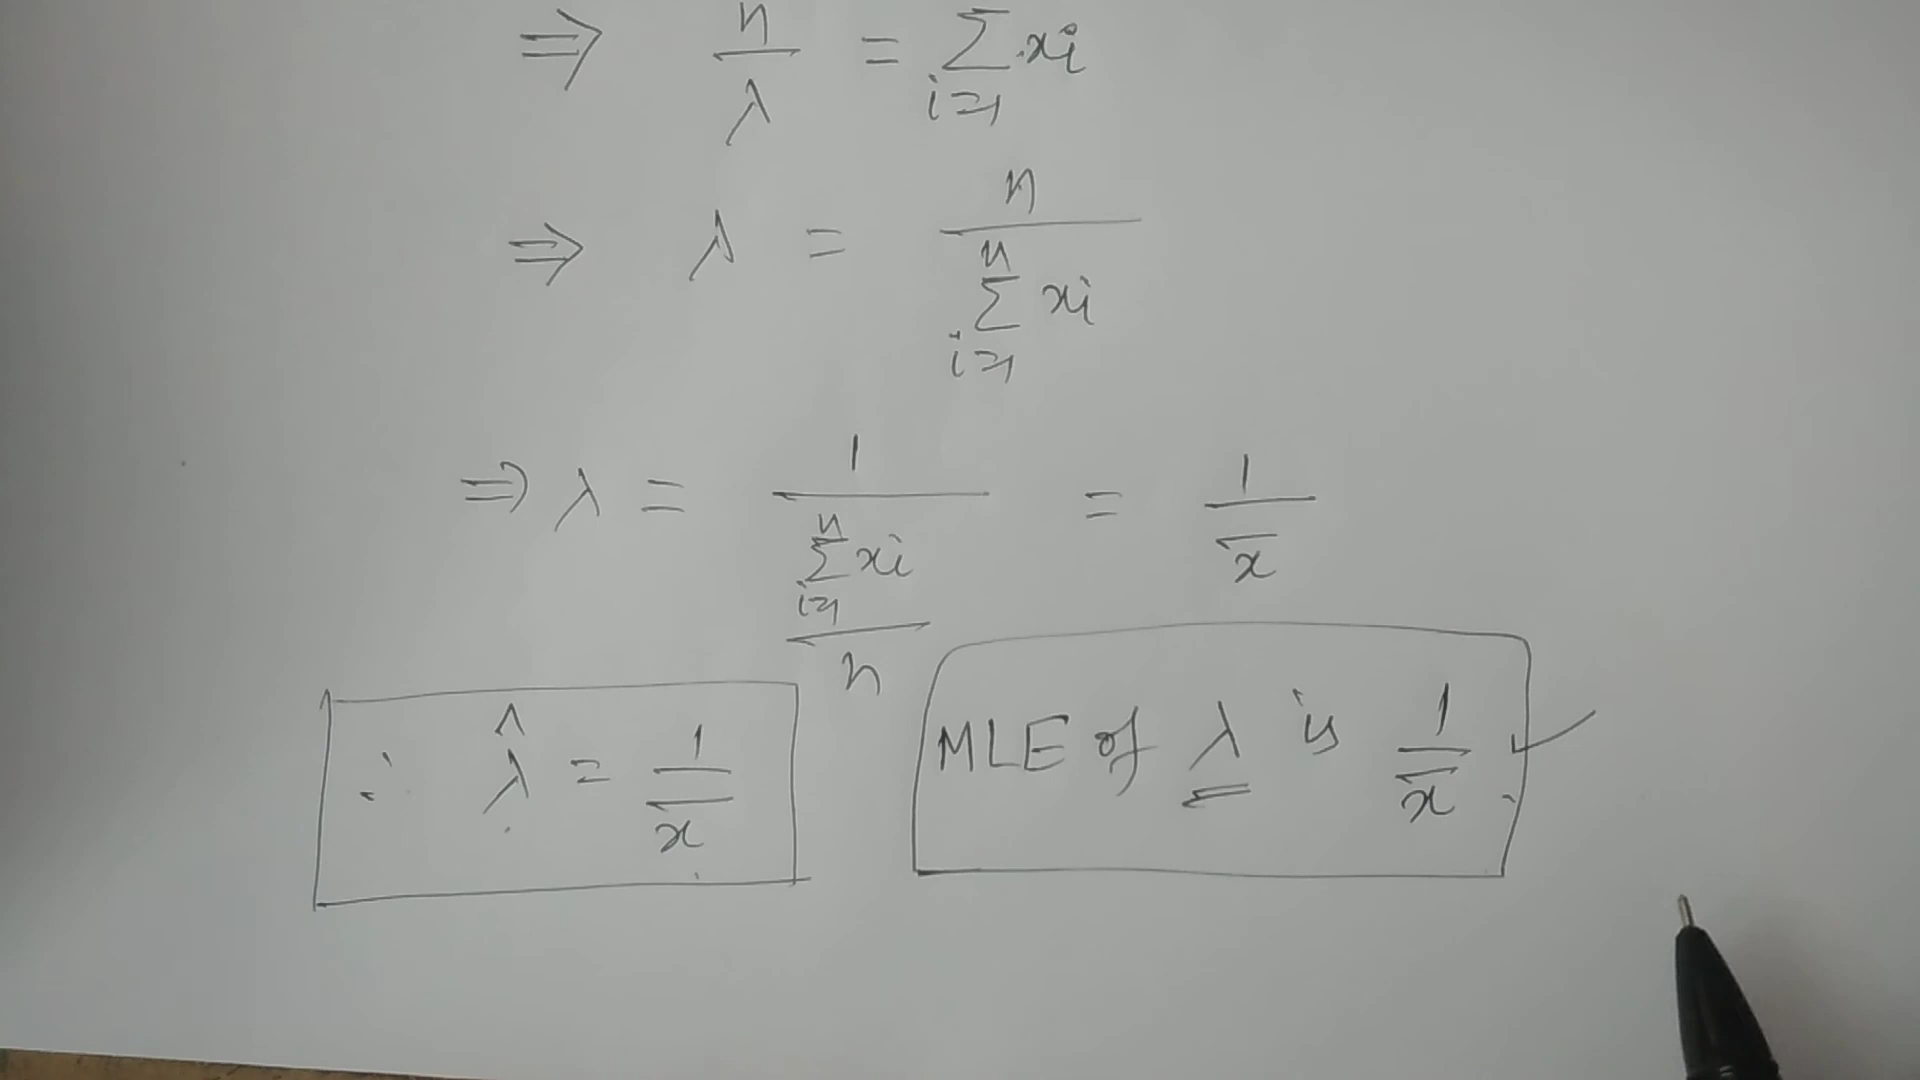 ⇒ n/λ = Σ_{i=1} xi
⇒ λ = n / Σ_{i=1}^{n} xi
⇒ λ = 1 / (Σ_{i=1}^{n} xi / n) = 1/x̄
∴ λ̂ = 1/x̄
MLE of λ is 1/x̄.